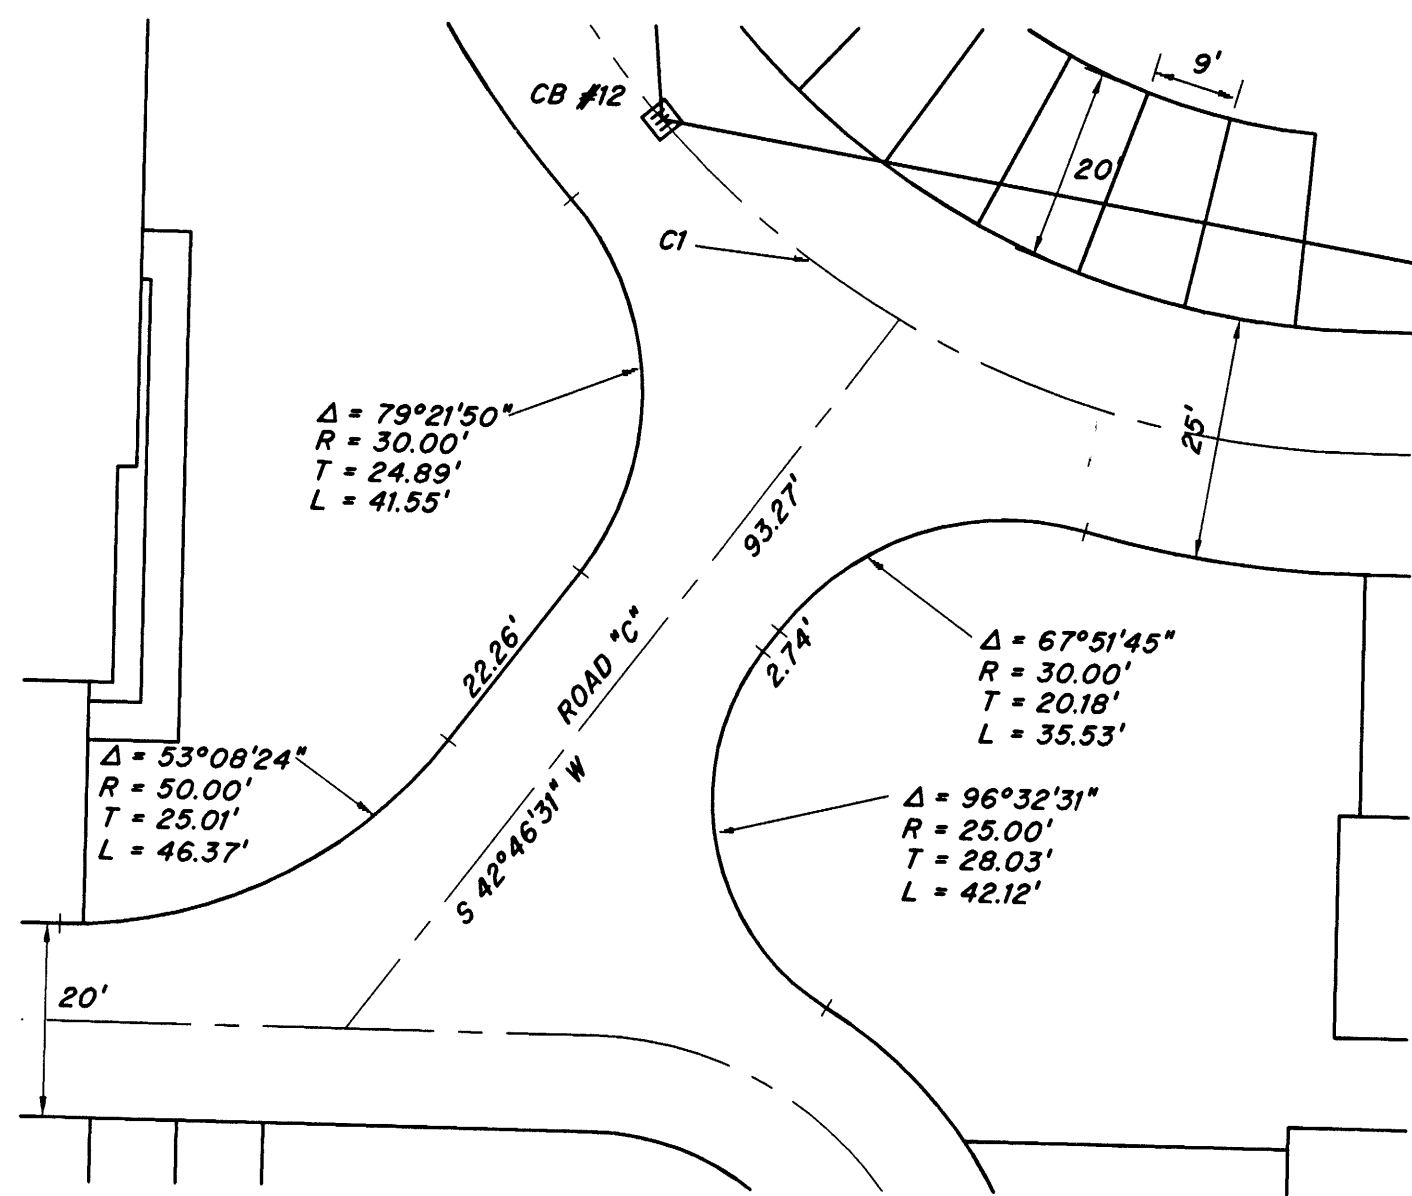 9'
CB #12
20'
C1
25'
Δ = 79°21'50"
R = 30.00'
T = 24.89'
L = 41.55'
93.27'
22.26'
ROAD "C"
2.74'
Δ = 67°51'45"
R = 30.00'
T = 20.18'
L = 35.53'
Δ = 53°08'24"
R = 50.00'
T = 25.01'
L = 46.37'
S 42°46'31" W
Δ = 96°32'31"
R = 25.00'
T = 28.03'
L = 42.12'
20'